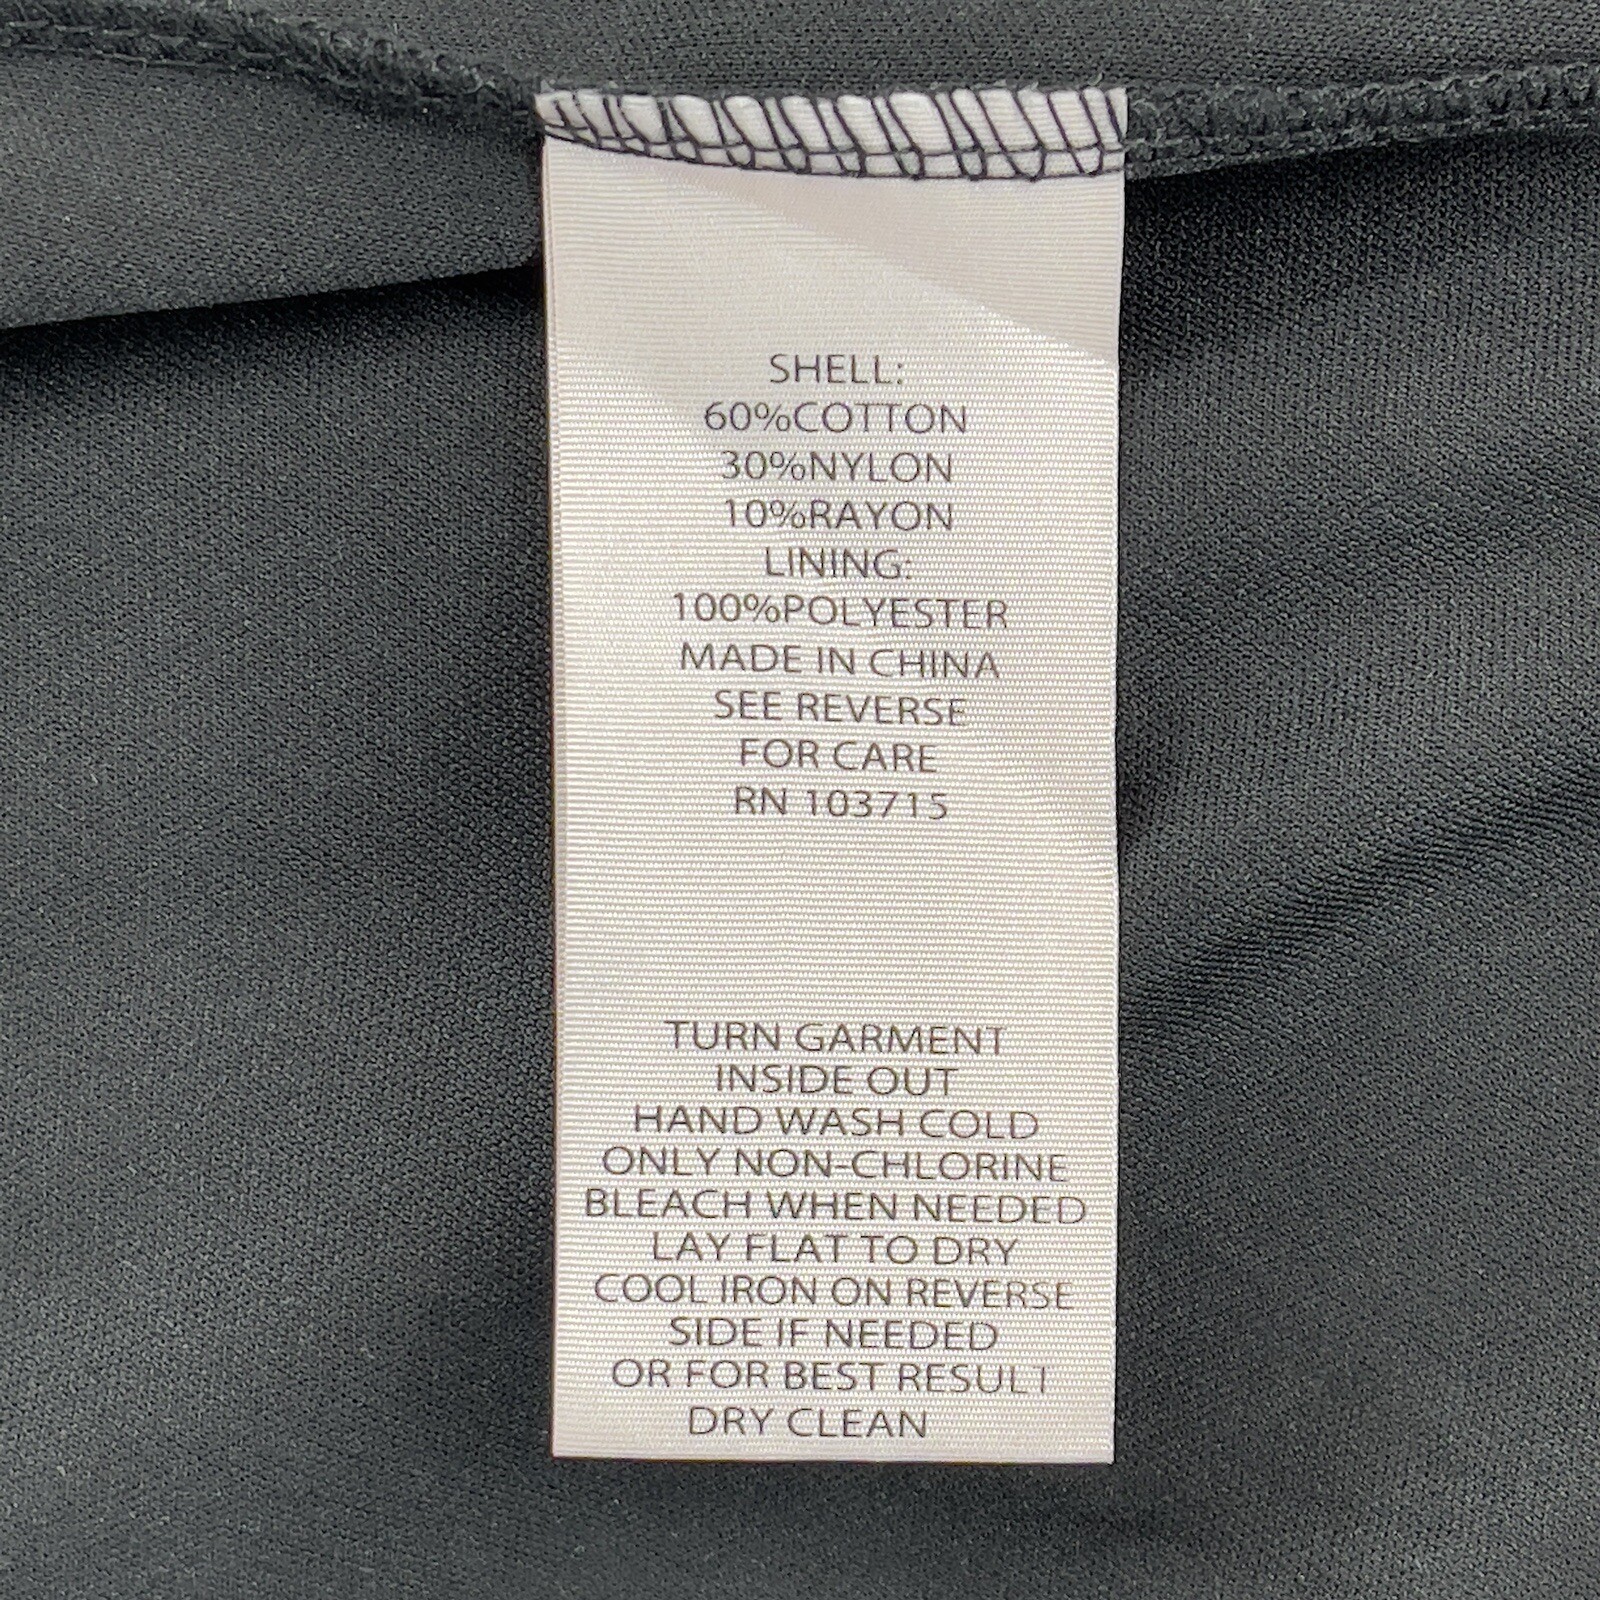 SHELL:
60%COTTON
30%NYLON
10%RAYON
LINING:
100%POLYESTER
MADE IN CHINA
SEE REVERSE
FOR CARE
RN 103715
TURN GARMENT
INSIDE OUT
HAND WASH COLD
ONLY NON-CHLORINE
BLEACH WHEN NEEDED
LAY FLAT TO DRY
COOL IRON ON REVERSE
SIDE IF NEEDED
OR FOR BEST RESULT
DRY CLEAN